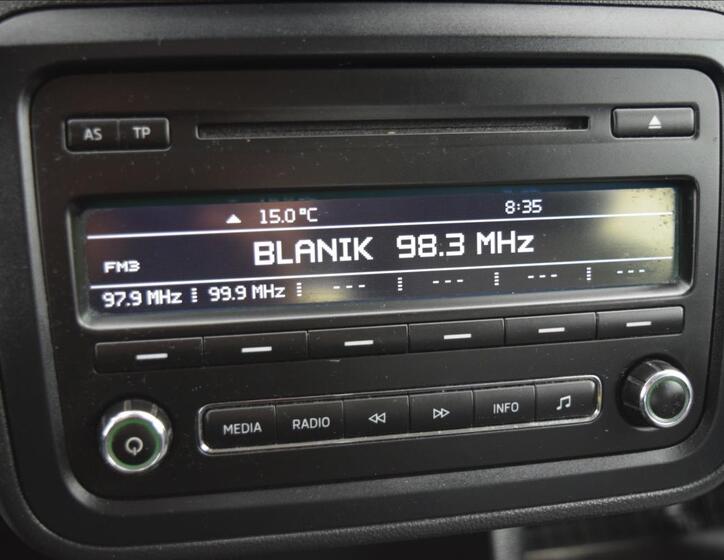 AS TP
15.0°C 8:35
BLANIK 98.3 MHz
FM3
97.9 MHz 99.9 MHz --- --- --- ---
MEDIA RADIO INFO